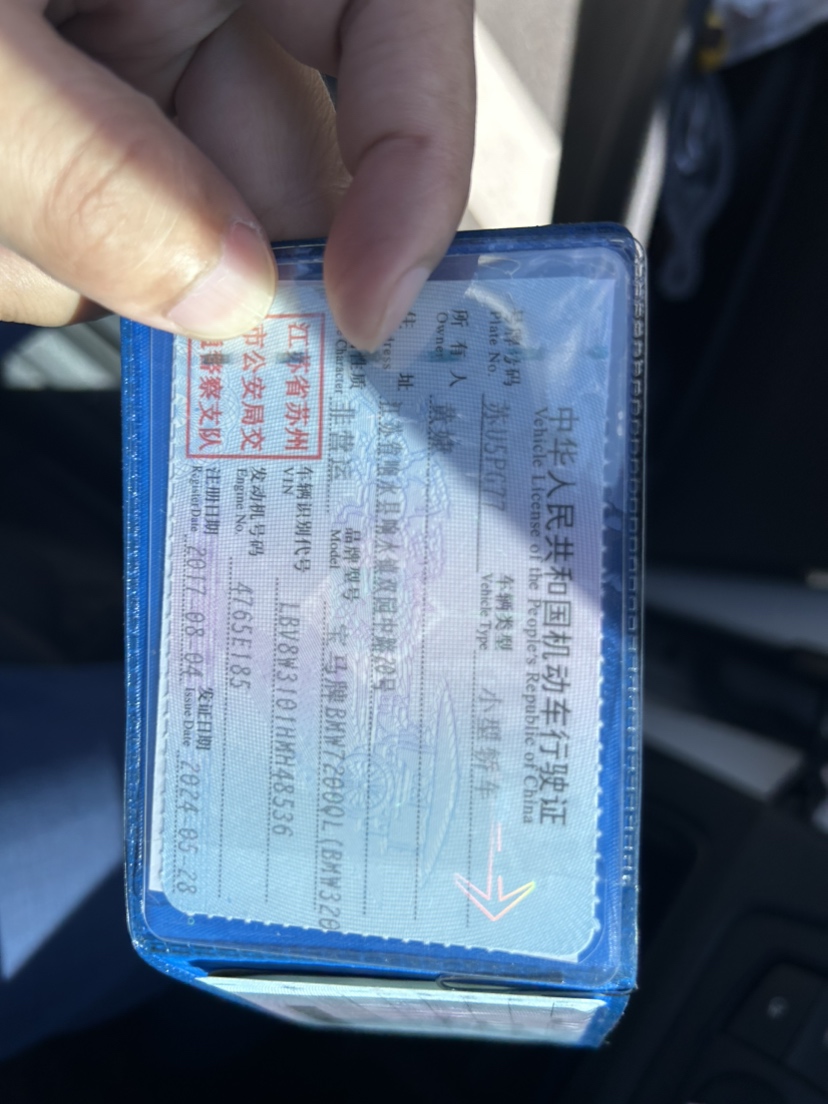 中华人民共和国机动车行驶证
Vehicle License of the People's Republic of China
号牌号码 苏U5PG77 车辆类型 小型轿车
Plate No. Vehicle Type
所有人
Owner
住 址
非营运 品牌型号 宝马牌BMW7200QL(BMW320
Character Model
江苏省苏州
市公安局交
警察支队
车辆识别代号 LBV8W3101HMH48536
VIN
发动机号码 4765E185
Engine No.
注册日期 2017-08-04 发证日期 2024-05-28
Register Date Issue Date